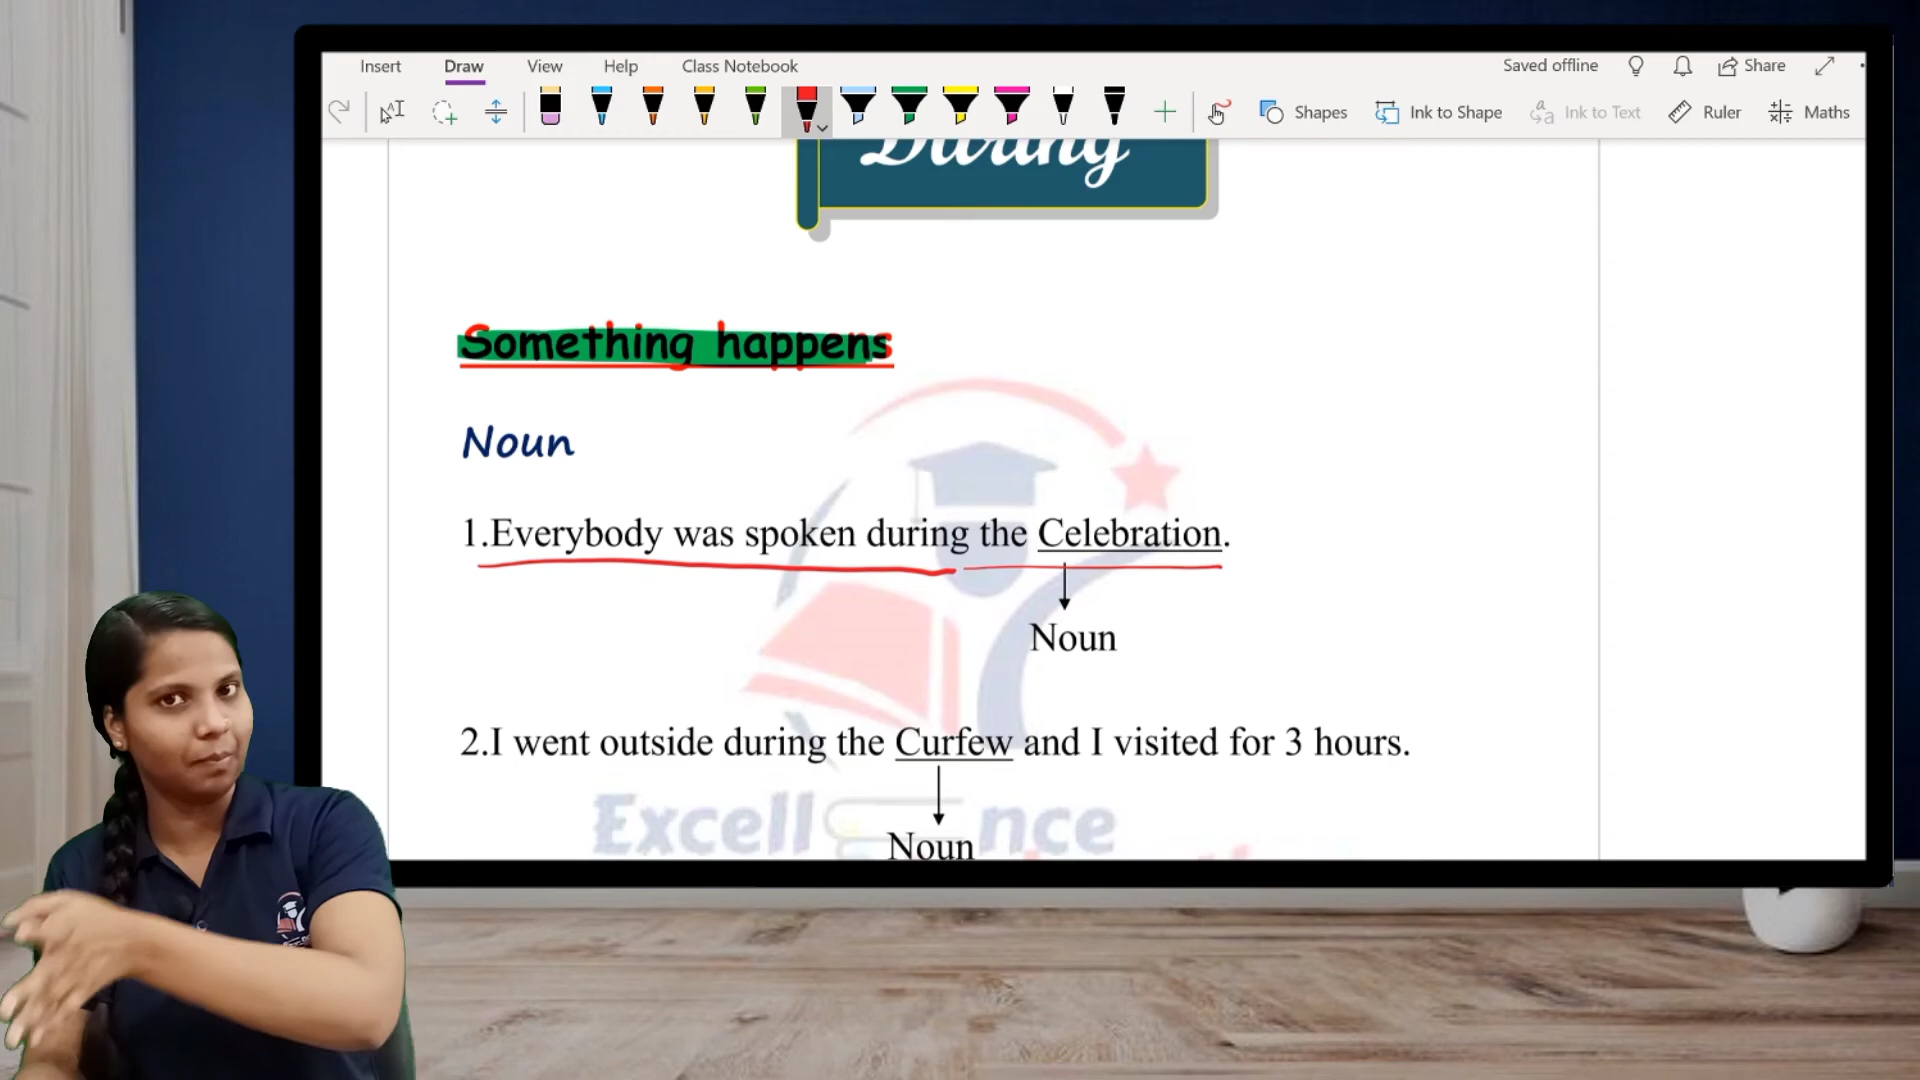 Insert Draw View Help Class Notebook Saved offline Share
Shapes Ink to Shape Ink to Text Ruler Maths
During
Something happens
Noun
1.Everybody was spoken during the Celebration.
Noun
2.I went outside during the Curfew and I visited for 3 hours.
Excell nce
Noun